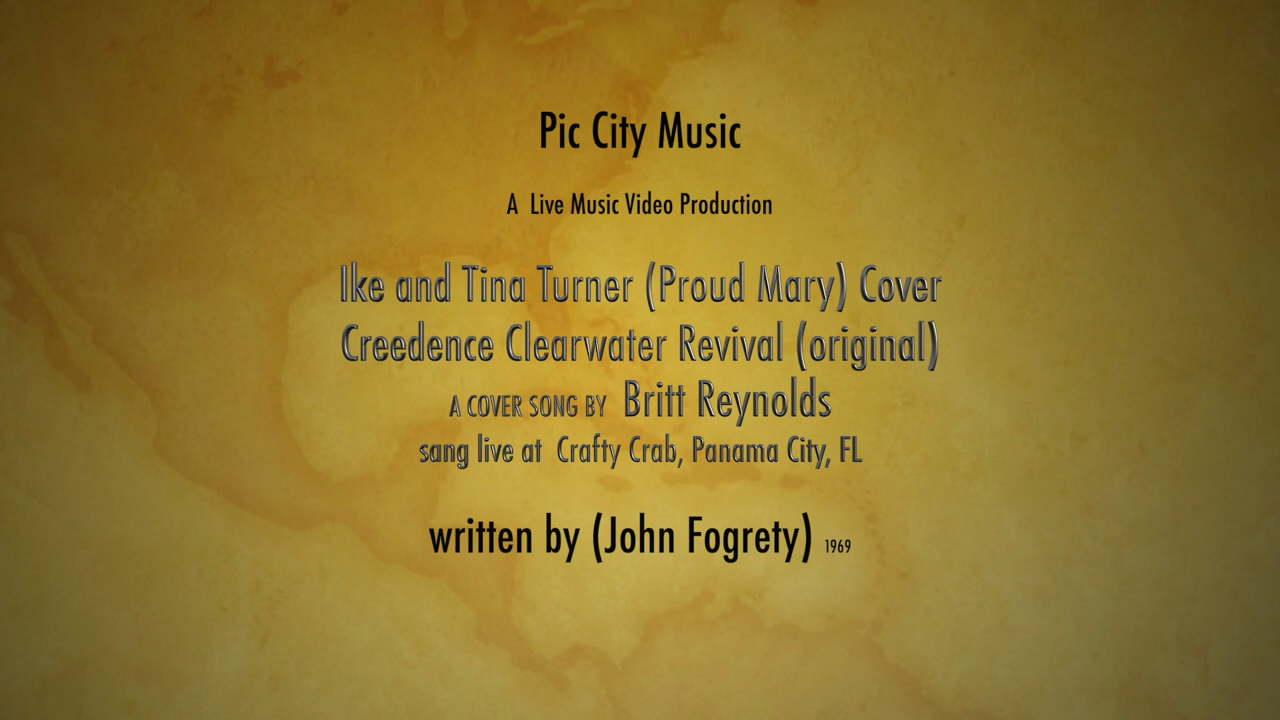 Pic City Music
A Live Music Video Production
Ike and Tina Turner (Proud Mary) Cover
Creedence Clearwater Revival (original)
A COVER SONG BY Britt Reynolds
sang live at Crafty Crab, Panama City, FL
written by (John Fogrety) 1969